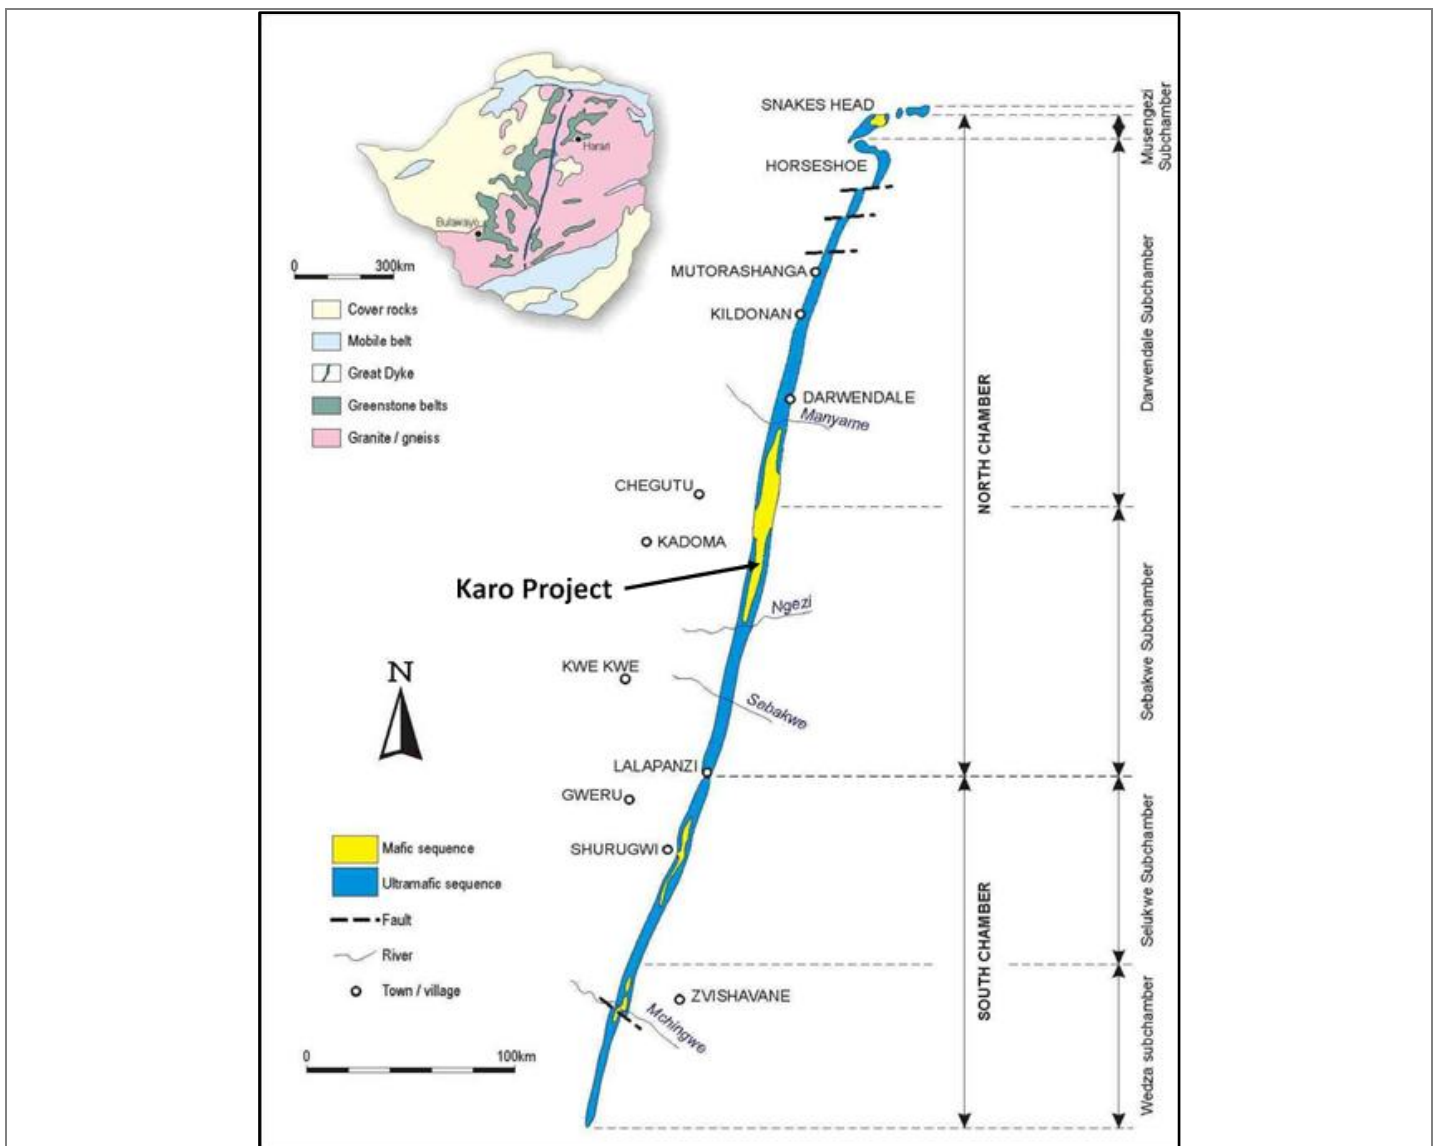 SNAKES HEAD
HORSESHOE
Harari
Bulawayo
0 300km
Cover rocks
Mobile belt
Great Dyke
Greenstone belts
Granite / gneiss
MUTORASHANGA
KILDONAN
DARWENDALE
Manyame
CHEGUTU
KADOMA
Karo Project
Ngezi
KWE KWE
Sebakwe
N
LALAPANZI
GWERU
SHURUGWI
ZVISHAVANE
Mchingwe
Mafic sequence
Ultramafic sequence
Fault
River
Town / village
0 100km
NORTH CHAMBER
SOUTH CHAMBER
Musengezi
Subchamber
Darwendale Subchamber
Sebakwe Subchamber
Selukwe Subchamber
Wedza subchamber